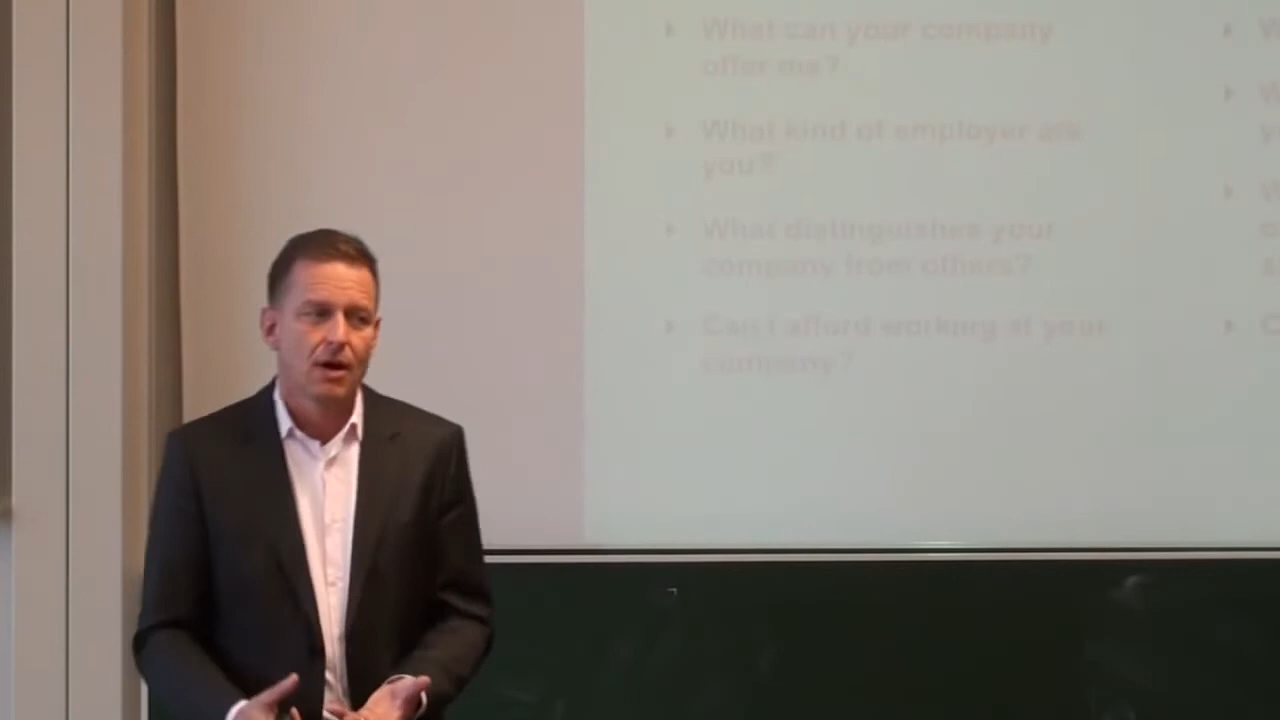 What can your company
offer me?
What kind of employer are
you?
What distinguishes your
company from others?
Can I afford working at your
company?